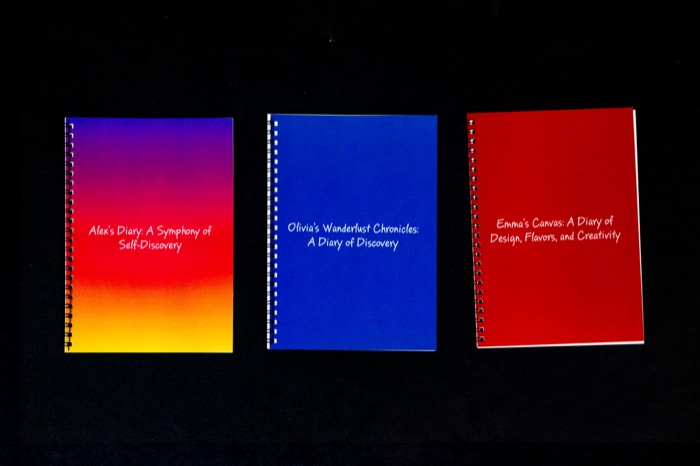 Alex's Diary: A Symphony of
Self-Discovery
Olivia's Wanderlust Chronicles:
A Diary of Discovery
Emma's Canvas: A Diary of
Design, Flavors, and Creativity